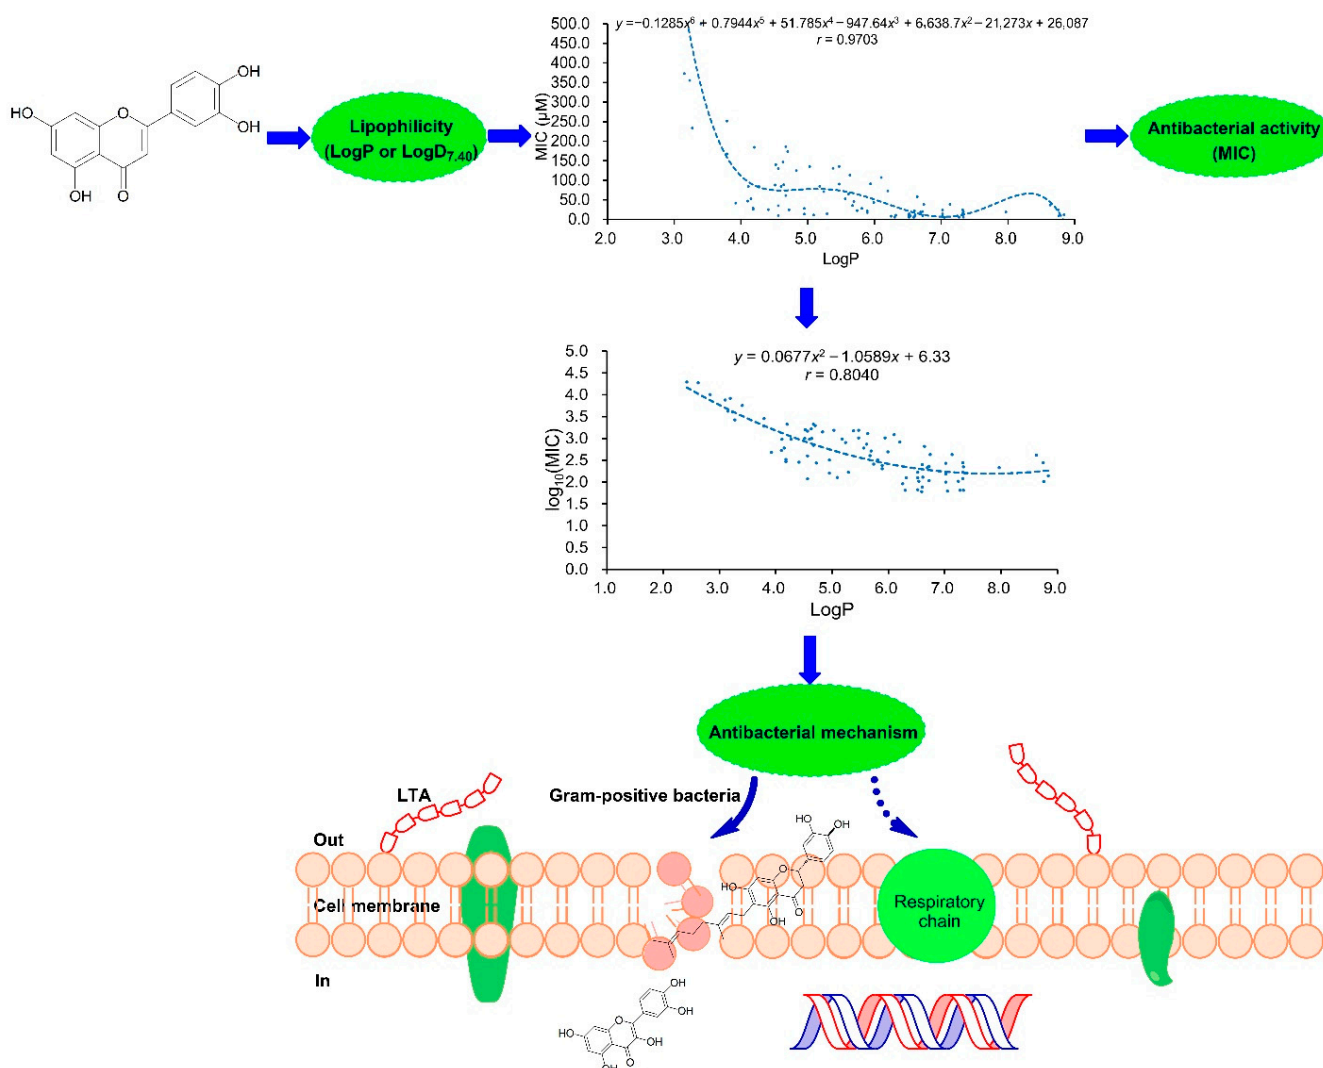 y = −0.1285x⁶ + 0.7944x⁵ + 51.785x⁴ − 947.64x³ + 6,638.7x² − 21,273x + 26,087
r = 0.9703
500.0
450.0
400.0
350.0
300.0
250.0
200.0
150.0
100.0
50.0
0.0
MIC (µM)
2.0 3.0 4.0 5.0 6.0 7.0 8.0 9.0
LogP
OH
OH
HO
O
OH
O
Lipophilicity
(LogP or LogD₇.₄₀)
Antibacterial activity
(MIC)
y = 0.0677x² − 1.0589x + 6.33
r = 0.8040
5.0
4.5
4.0
3.5
3.0
2.5
2.0
1.5
1.0
0.5
0.0
log₁₀(MIC)
1.0 2.0 3.0 4.0 5.0 6.0 7.0 8.0 9.0
LogP
Antibacterial mechanism
LTA
Gram-positive bacteria
Out
Cell membrane
In
HO
OH
O
HO
OH
O
Respiratory
chain
OH
OH
HO
O
OH
O
OH